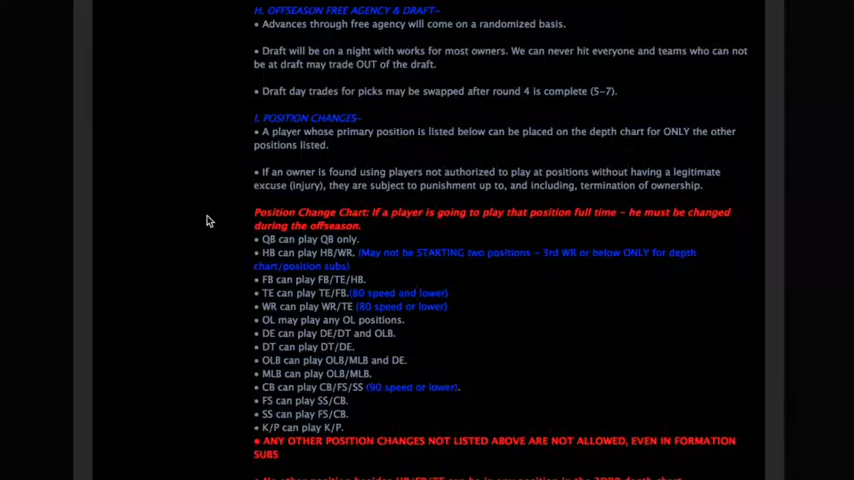 H. OFFSEASON FREE AGENCY & DRAFT-
• Advances through free agency will come on a randomized basis.
• Draft will be on a night with works for most owners. We can never hit everyone and teams who can not
be at draft may trade OUT of the draft.
• Draft day trades for picks may be swapped after round 4 is complete (5-7).
I. POSITION CHANGES-
• A player whose primary position is listed below can be placed on the depth chart for ONLY the other
positions listed.
• If an owner is found using players not authorized to play at positions without having a legitimate
excuse (injury), they are subject to punishment up to, and including, termination of ownership.
Position Change Chart: If a player is going to play that position full time - he must be changed
during the offseason.
• QB can play QB only.
• HB can play HB/WR. (May not be STARTING two positions - 3rd WR or below ONLY for depth
chart/position subs)
• FB can play FB/TE/HB.
• TE can play TE/FB.(80 speed and lower)
• WR can play WR/TE (80 speed or lower)
• OL may play any OL positions.
• DE can play DE/DT and OLB.
• DT can play DT/DE.
• OLB can play OLB/MLB and DE.
• MLB can play OLB/MLB.
• CB can play CB/FS/SS (90 speed or lower).
• FS can play SS/CB.
• SS can play FS/CB.
• K/P can play K/P.
• ANY OTHER POSITION CHANGES NOT LISTED ABOVE ARE NOT ALLOWED, EVEN IN FORMATION
SUBS